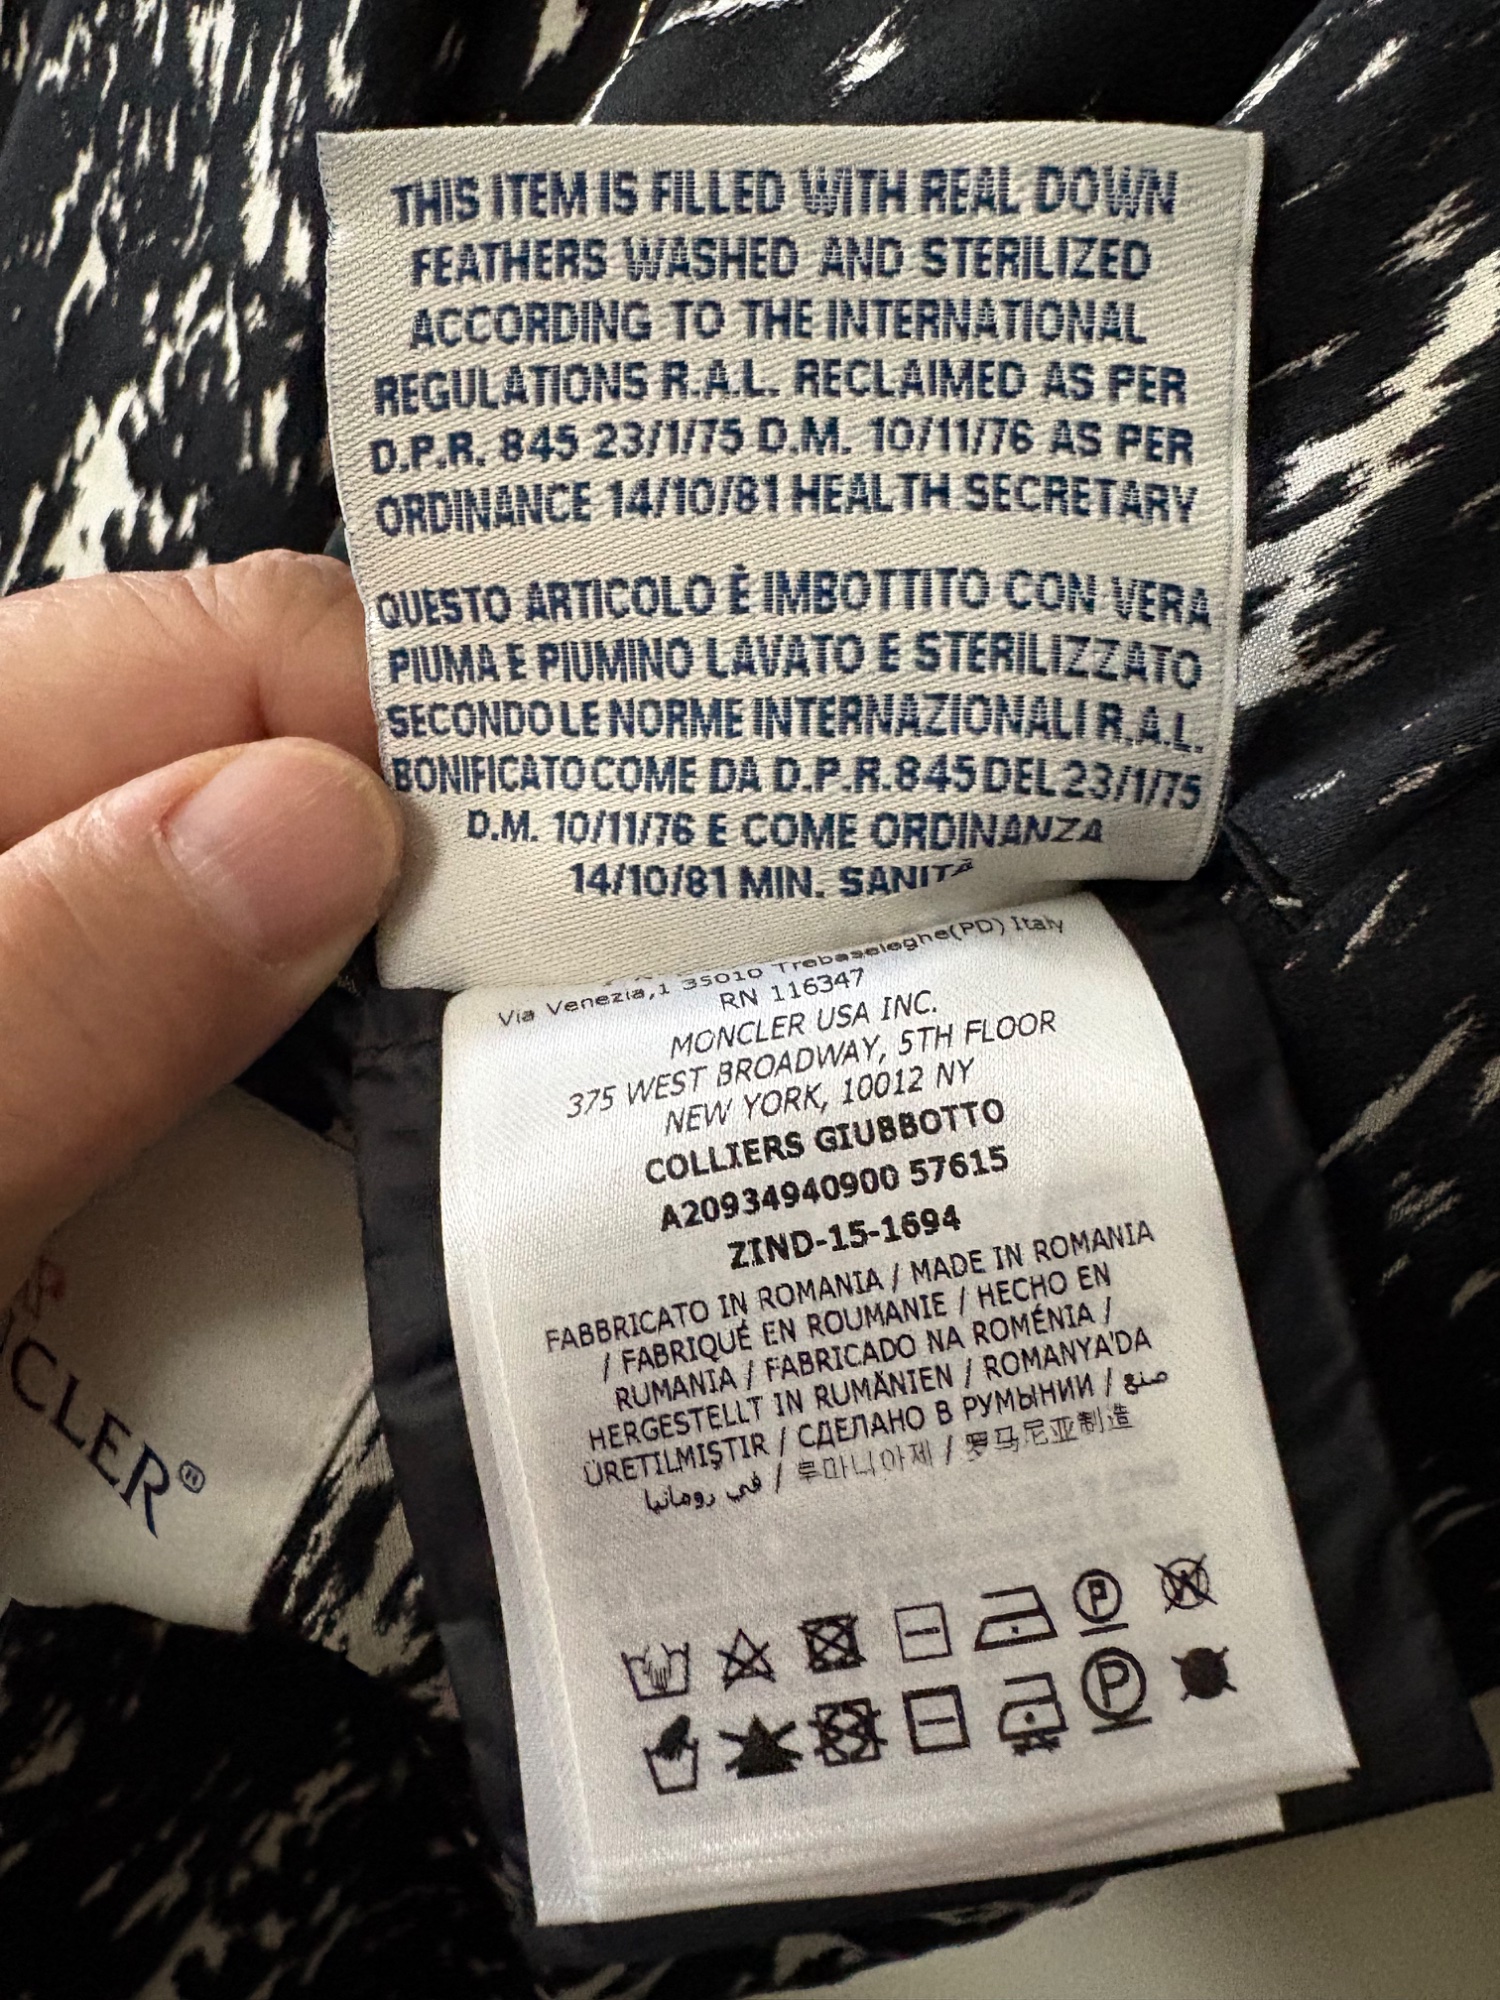 THIS ITEM IS FILLED WITH REAL DOWN
FEATHERS WASHED AND STERILIZED
ACCORDING TO THE INTERNATIONAL
REGULATIONS R.A.L. RECLAIMED AS PER
D.P.R. 845 23/1/75 D.M. 10/11/76 AS PER
ORDINANCE 14/10/81 HEALTH SECRETARY
QUESTO ARTICOLO È IMBOTTITO CON VERA
PIUMA E PIUMINO LAVATO E STERILIZZATO
SECONDO LE NORME INTERNAZIONALI R.A.L.
BONIFICATO COME DA D.P.R.845 DEL 23/1/75
D.M. 10/11/76 E COME ORDINANZA
14/10/81 MIN. SANITÀ
Via Venezia,1 35010 Trebaseleghe(PD) Italy
RN 116347
MONCLER USA INC.
375 WEST BROADWAY, 5TH FLOOR
NEW YORK, 10012 NY
COLLIERS GIUBBOTTO
A20934940900 57615
ZIND-15-1694
FABBRICATO IN ROMANIA / MADE IN ROMANIA
/ FABRIQUÉ EN ROUMANIE / HECHO EN
RUMANIA / FABRICADO NA ROMÉNIA /
HERGESTELLT IN RUMÄNIEN / ROMANYA'DA
ÜRETILMIŞTIR / СДЕЛАНО В РУМЫНИИ / صنع
في رومانيا / 루마니아제 / 罗马尼亚制造
P W
P
CLER®